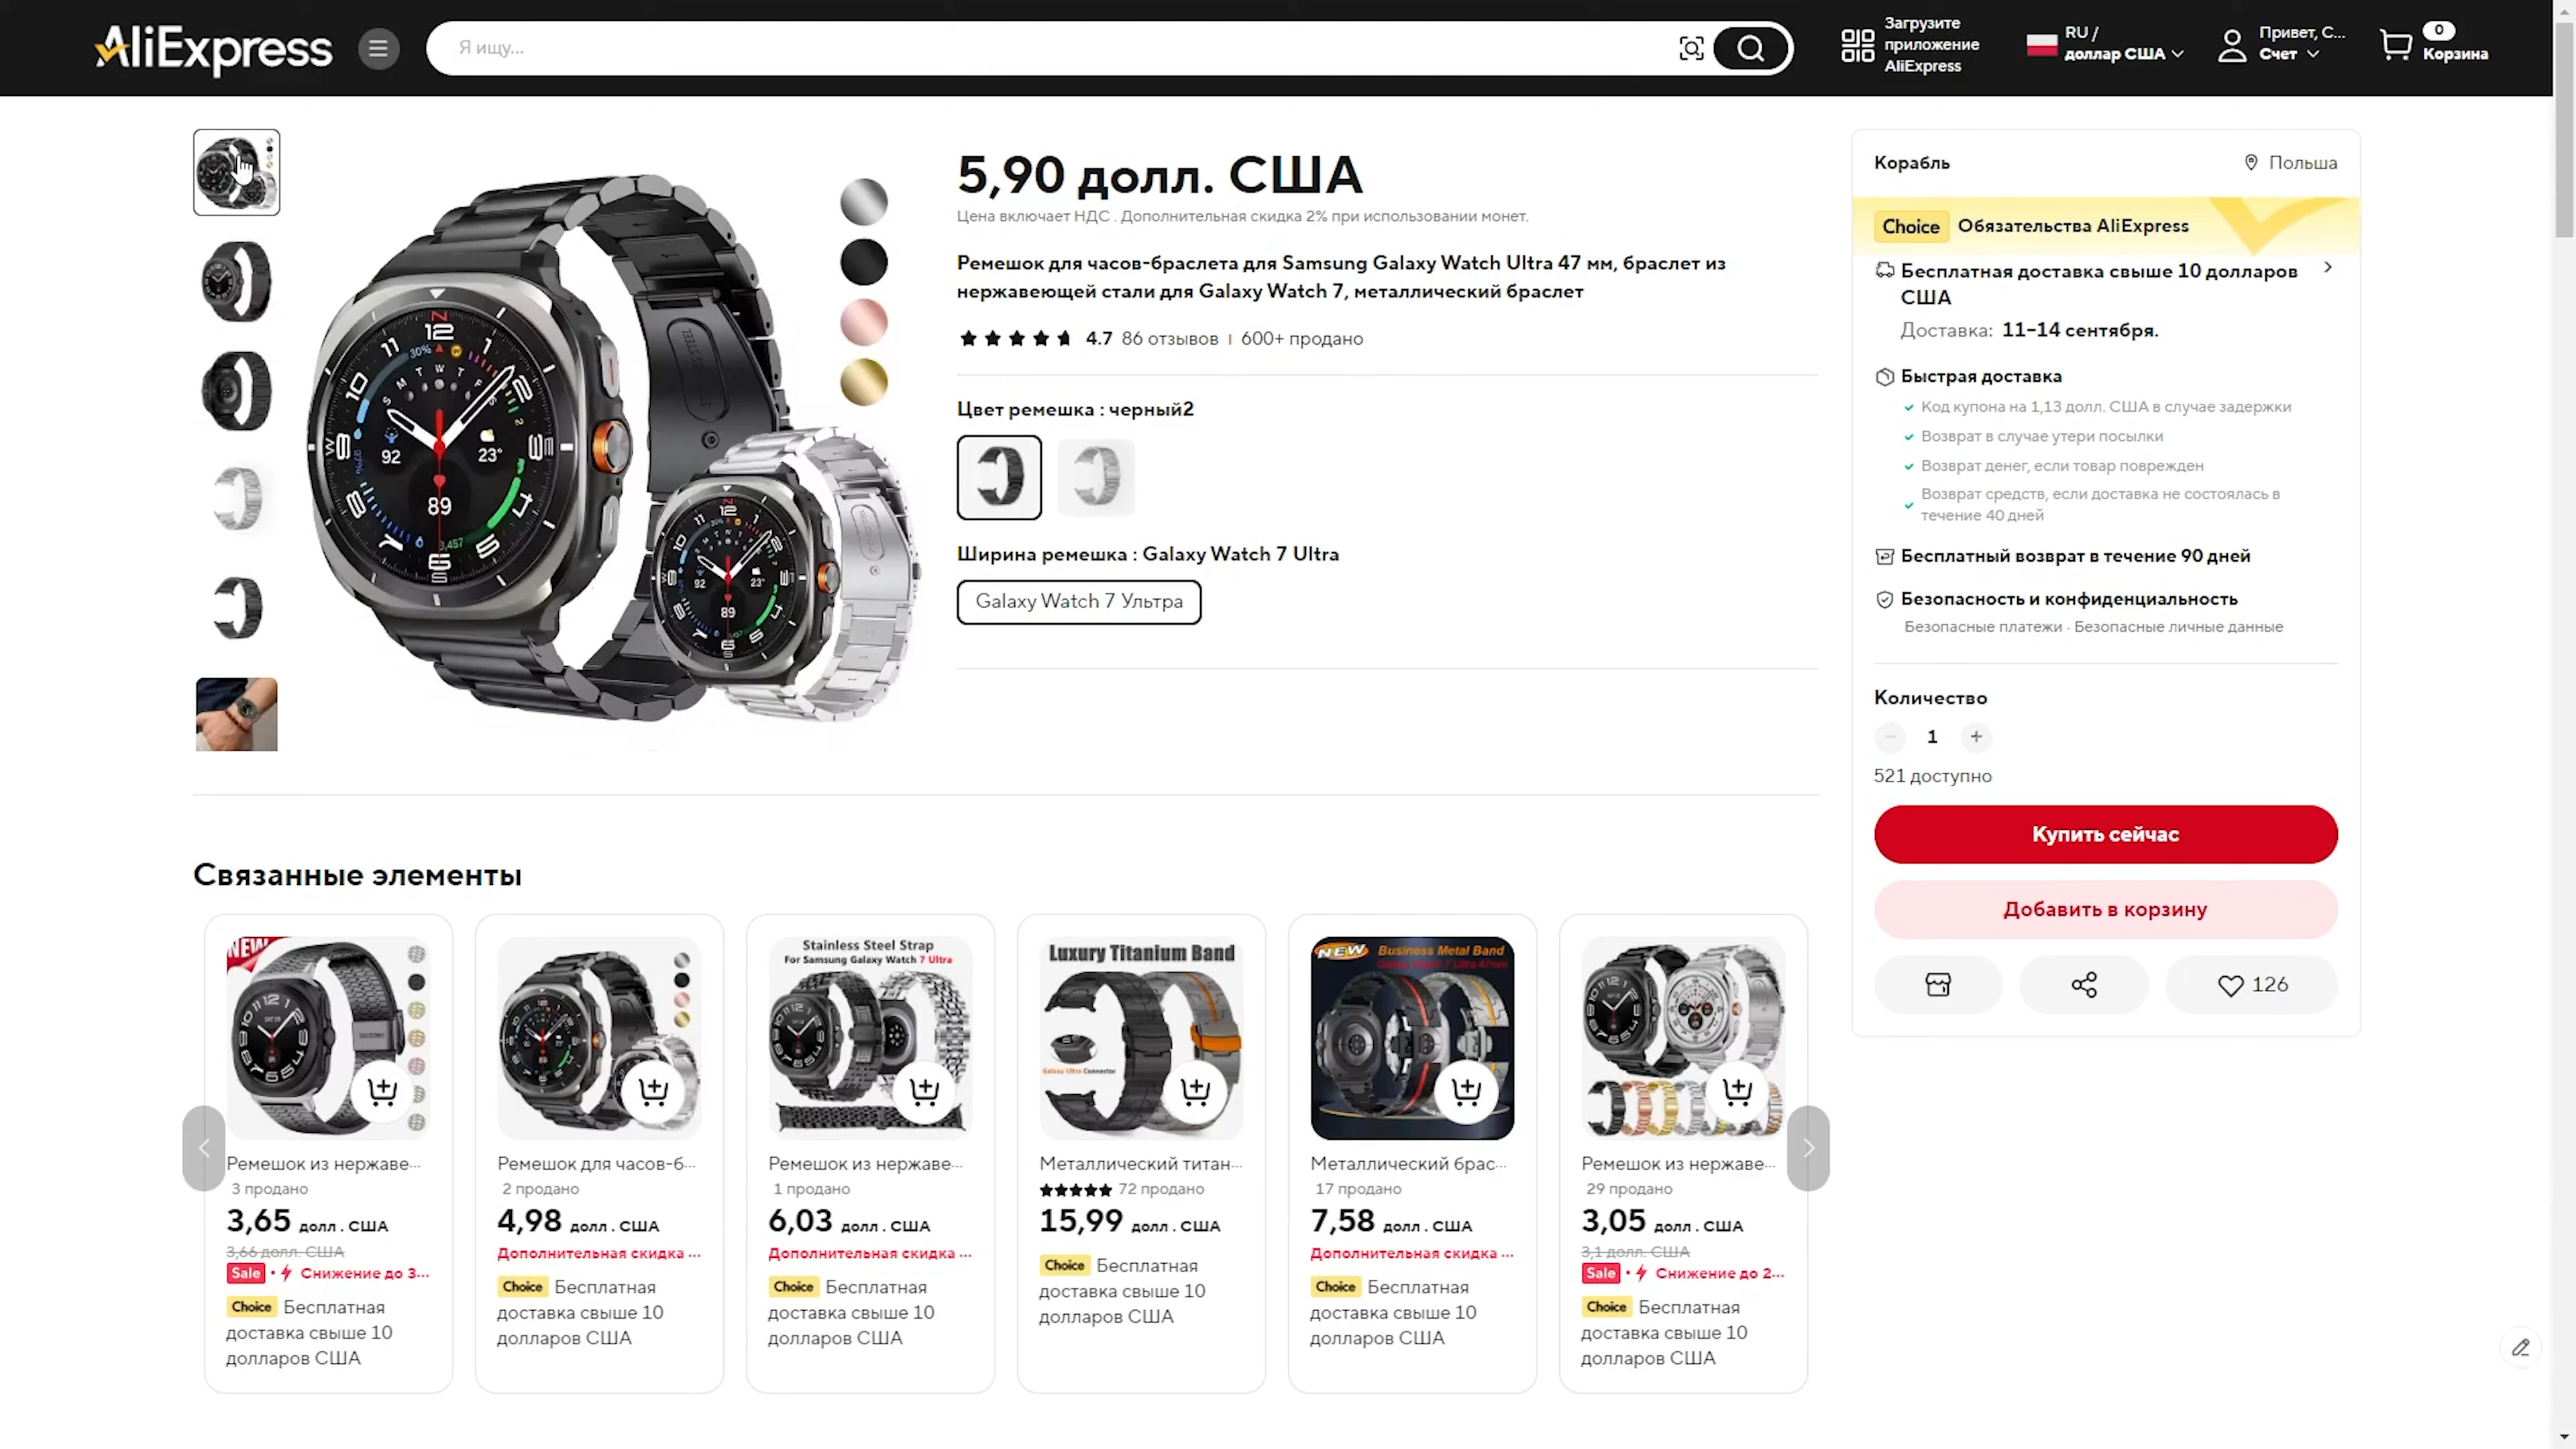 AliExpress
Я ищу...
Загрузите
приложение
AliExpress
RU /
доллар США
Привет, С...
Счет
0
Корзина
5,90 долл. США
Цена включает НДС . Дополнительная скидка 2% при использовании монет.
Ремешок для часов-браслета для Samsung Galaxy Watch Ultra 47 мм, браслет из
нержавеющей стали для Galaxy Watch 7, металлический браслет
4.7 86 отзывов | 600+ продано
Цвет ремешка : черный2
Ширина ремешка : Galaxy Watch 7 Ultra
Galaxy Watch 7 Ультра
Корабль
Польша
Choice Обязательства AliExpress
Бесплатная доставка свыше 10 долларов
США
Доставка: 11–14 сентября.
Быстрая доставка
Код купона на 1,13 долл. США в случае задержки
Возврат в случае утери посылки
Возврат денег, если товар поврежден
Возврат средств, если доставка не состоялась в
течение 40 дней
Бесплатный возврат в течение 90 дней
Безопасность и конфиденциальность
Безопасные платежи · Безопасные личные данные
Количество
1
521 доступно
Купить сейчас
Добавить в корзину
126
Связанные элементы
NEW
Ремешок из нержаве...
3 продано
3,65 долл . США
3,66 долл. США
Sale · Снижение до 3...
Choice Бесплатная
доставка свыше 10
долларов США
Ремешок для часов-б...
2 продано
4,98 долл . США
Дополнительная скидка ...
Choice Бесплатная
доставка свыше 10
долларов США
Stainless Steel Strap
For Samsung Galaxy Watch 7 Ultra
Ремешок из нержаве...
1 продано
6,03 долл . США
Дополнительная скидка ...
Choice Бесплатная
доставка свыше 10
долларов США
Luxury Titanium Band
Galaxy Ultra Connector
Металлический титан...
72 продано
15,99 долл . США
Choice Бесплатная
доставка свыше 10
долларов США
NEW Business Metal Band
Металлический брас...
17 продано
7,58 долл . США
Дополнительная скидка ...
Choice Бесплатная
доставка свыше 10
долларов США
Ремешок из нержаве...
29 продано
3,05 долл . США
3,1 долл. США
Sale · Снижение до 2...
Choice Бесплатная
доставка свыше 10
долларов США